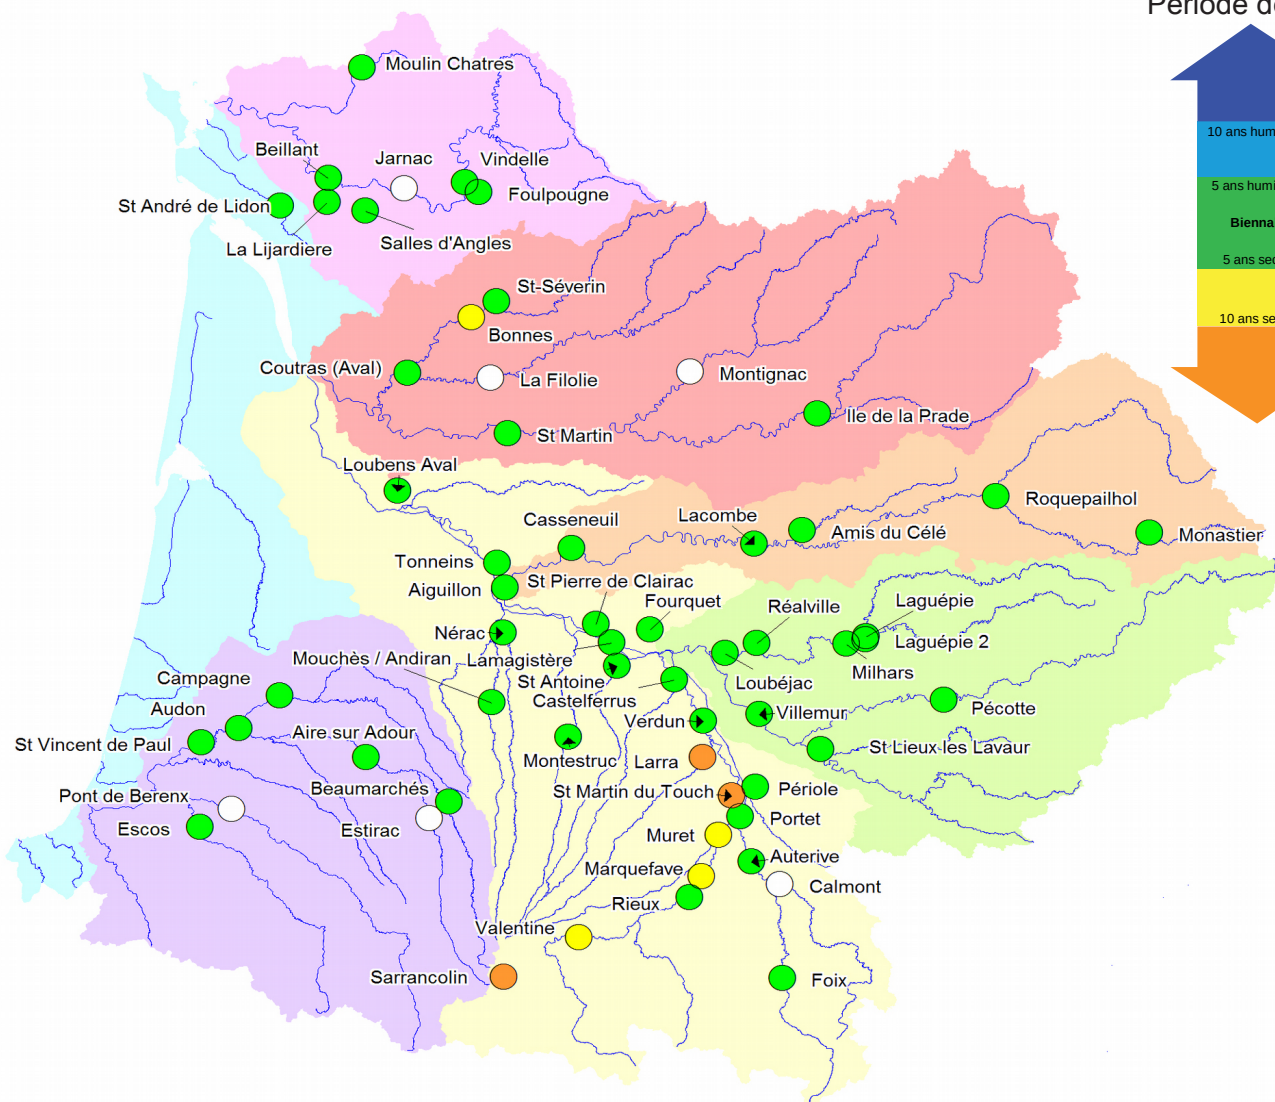 Période de
10 ans hum
5 ans humi
Bienna
5 ans sec
10 ans se
Moulin Chatres
Beillant
Jarnac
Vindelle
Foulpougne
St André de Lidon
La Lijardiere
Salles d'Angles
St-Séverin
Bonnes
Coutras (Aval)
La Filolie
Montignac
Ile de la Prade
St Martin
Loubens Aval
Casseneuil
Lacombe
Roquepailhol
Amis du Célé
Monastier
Tonneins
Aiguillon
St Pierre de Clairac
Fourquet
Réalville
Laguépie
Nérac
Lamagistère
Laguépie 2
Mouchès / Andiran
St Antoine
Loubéjac
Milhars
Campagne
Castelferrus
Audon
Verdun
Villemur
Pécotte
St Vincent de Paul
Aire sur Adour
Montestruc
Larra
St Lieux les Lavaur
Pont de Berenx
Beaumarchés
St Martin du Touch
Périole
Escos
Estirac
Portet
Muret
Marquefave
Auterive
Calmont
Rieux
Valentine
Sarrancolin
Foix